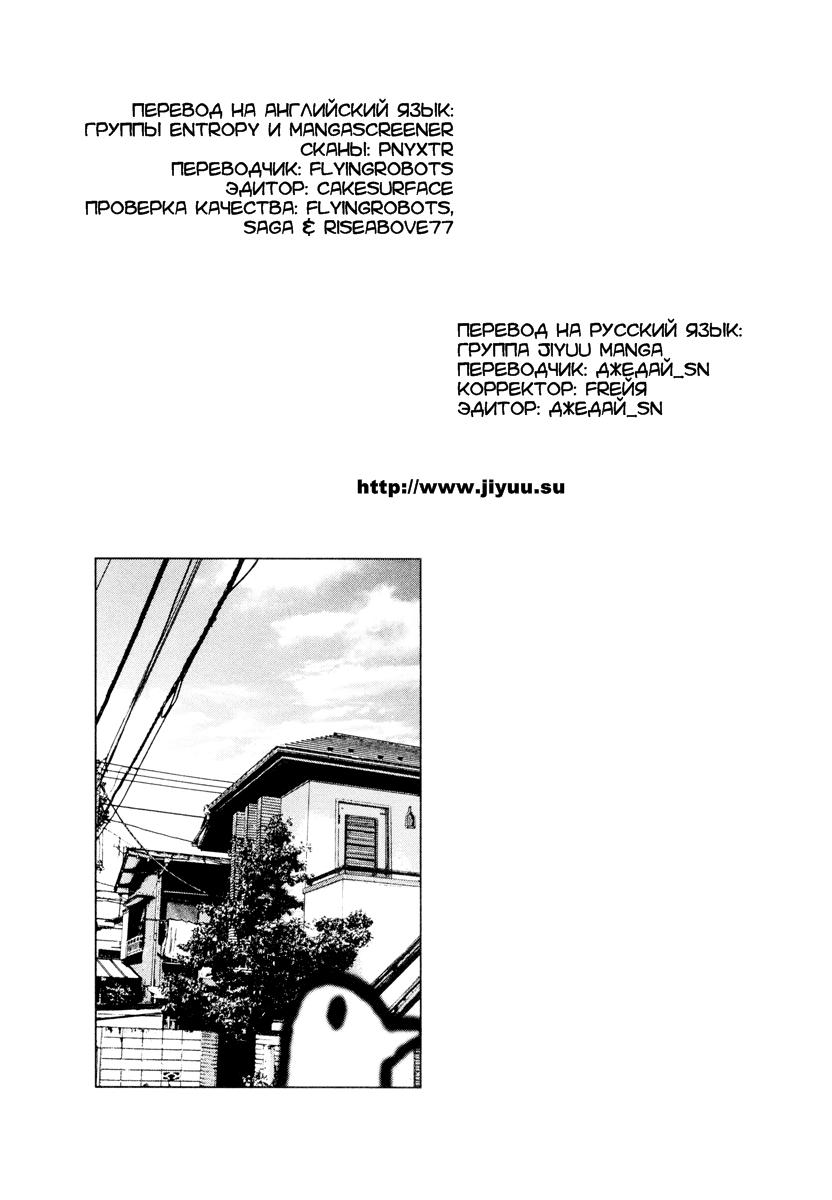 ПЕРЕВОД НА АНГЛИЙСКИЙ ЯЗЫК:
ГРУППЫ ENTROPY И MANGASCREENER
СКАНЫ: PNYXTR
ПЕРЕВОДЧИК: FLYINGROBOTS
ЭДИТОР: CAKESURFACE
ПРОВЕРКА КАЧЕСТВА: FLYINGROBOTS,
SAGA & RISEABOVE77
ПЕРЕВОД НА РУССКИЙ ЯЗЫК:
ГРУППА JIYUU MANGA
ПЕРЕВОДЧИК: ДЖЕДАЙ_SN
КОРРЕКТОР: FREЙЯ
ЭДИТОР: ДЖЕДАЙ_SN
http://www.jiyuu.su